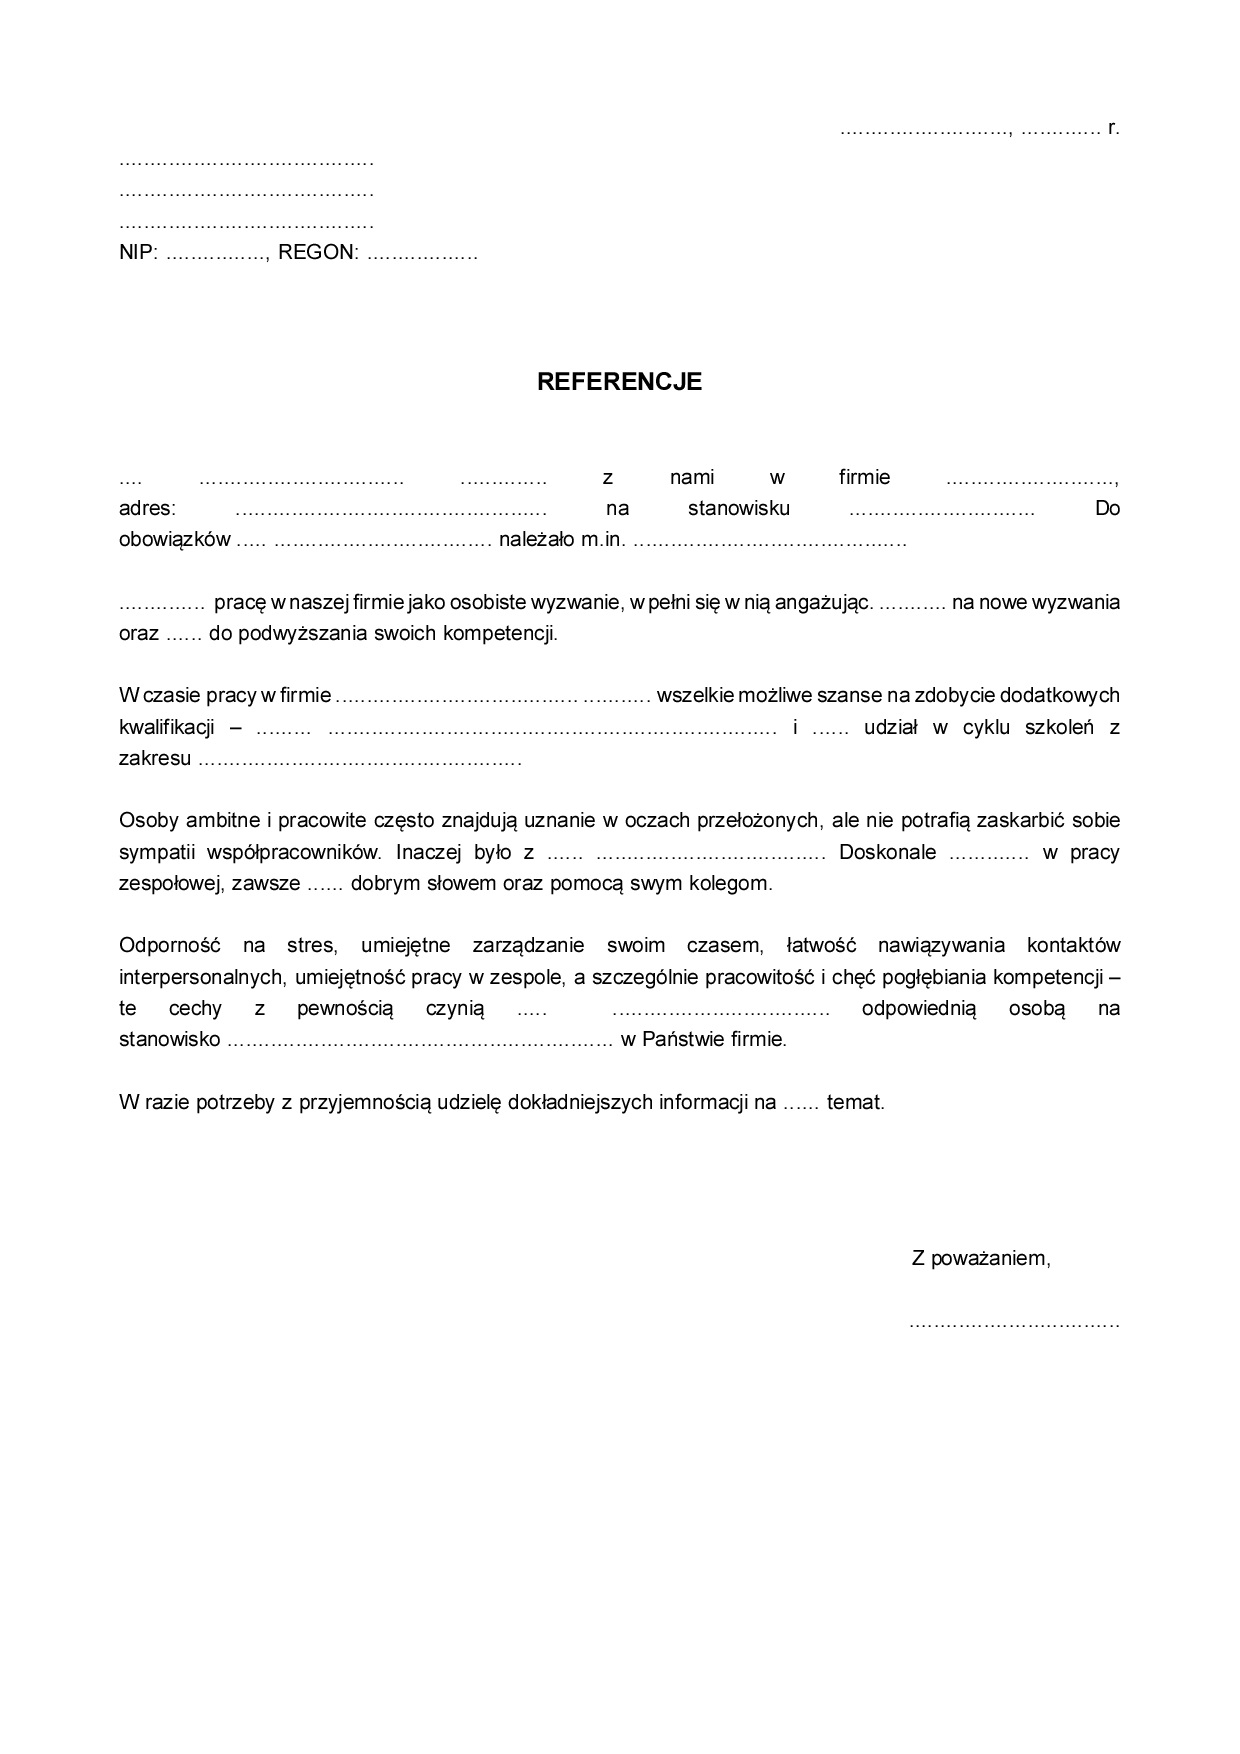 ..........................., ............. r.
.........................................
.........................................
.........................................
NIP: ................, REGON: ..................
REFERENCJE
.... ................................. .............. z nami w firmie ...........................,
adres: .................................................. na stanowisku .............................. Do
obowiązków ..... ................................... należało m.in. ............................................
.............. pracę w naszej firmie jako osobiste wyzwanie, w pełni się w nią angażując. ........... na nowe wyzwania
oraz ...... do podwyższania swoich kompetencji.
W czasie pracy w firmie ....................................... ........... wszelkie możliwe szanse na zdobycie dodatkowych
kwalifikacji – ......... ........................................................................ i ...... udział w cyklu szkoleń z
zakresu ....................................................
Osoby ambitne i pracowite często znajdują uznanie w oczach przełożonych, ale nie potrafią zaskarbić sobie
sympatii współpracowników. Inaczej było z ...... ..................................... Doskonale ............. w pracy
zespołowej, zawsze ...... dobrym słowem oraz pomocą swym kolegom.
Odporność na stres, umiejętne zarządzanie swoim czasem, łatwość nawiązywania kontaktów
interpersonalnych, umiejętność pracy w zespole, a szczególnie pracowitość i chęć pogłębiania kompetencji –
te cechy z pewnością czynią ..... ................................... odpowiednią osobą na
stanowisko .............................................................. w Państwie firmie.
W razie potrzeby z przyjemnością udzielę dokładniejszych informacji na ...... temat.
Z poważaniem,
..................................